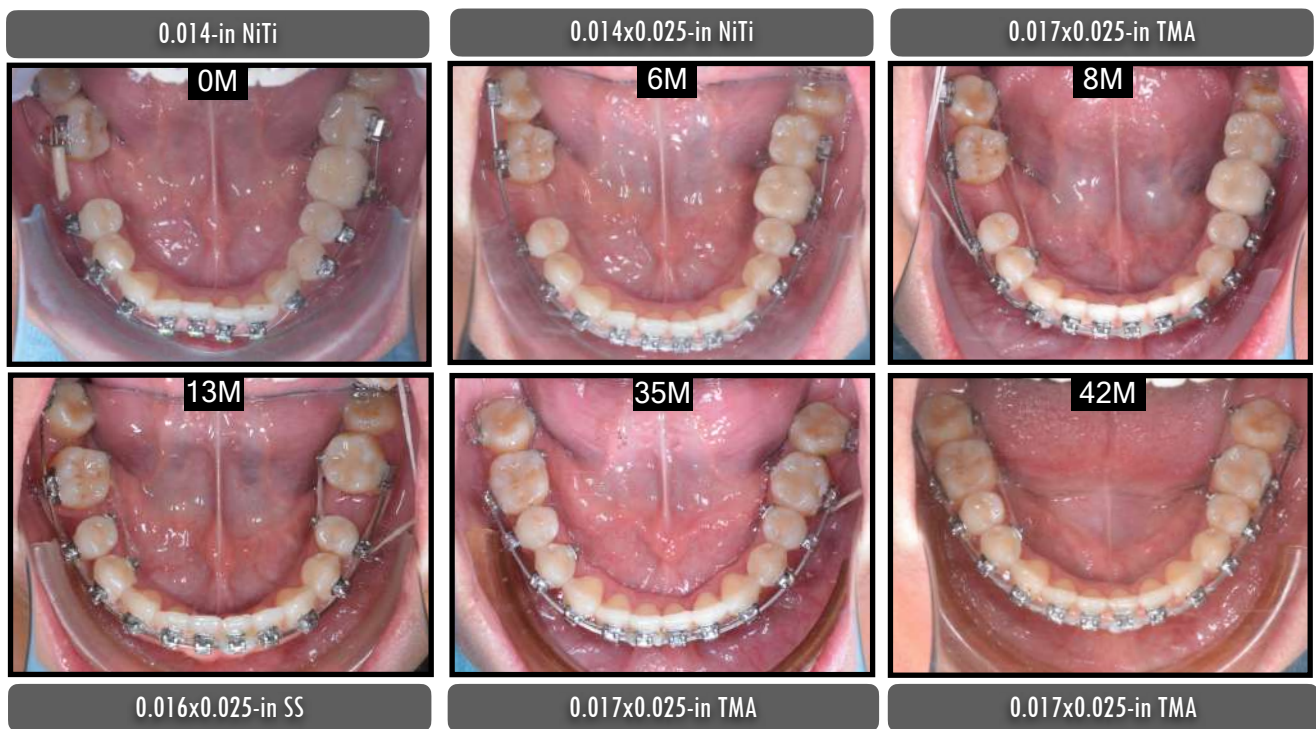 0.014-in NiTi
0.014x0.025-in NiTi
0.017x0.025-in TMA
0M
6M
8M
13M
35M
42M
0.016x0.025-in SS
0.017x0.025-in TMA
0.017x0.025-in TMA